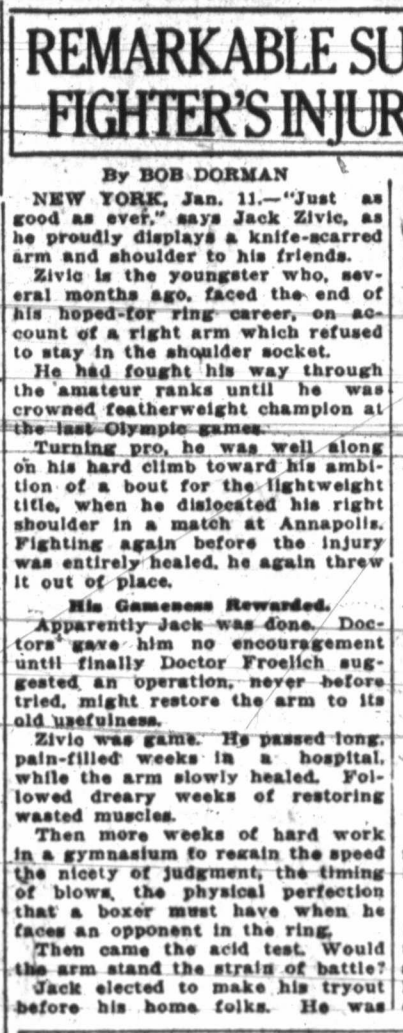 REMARKABLE SU
FIGHTER'S INJUR
By BOB DORMAN
NEW YORK, Jan. 11.—"Just as
good as ever," says Jack Zivic, as
he proudly displays a knife-scarred
arm and shoulder to his friends.
Zivic is the youngster who, sev-
eral months ago, faced the end of
his hoped-for ring career, on ac-
count of a right arm which refused
to stay in the shoulder socket.
He had fought his way through
the amateur ranks until he was
crowned featherweight champion at
the last Olympic games.
Turning pro, he was well along
on his hard climb toward his ambi-
tion of a bout for the lightweight
title, when he dislocated his right
shoulder in a match at Annapolis.
Fighting again before the injury
was entirely healed, he again threw
it out of place.
His Gameness Rewarded.
Apparently Jack was done. Doc-
tors gave him no encouragement
until finally Doctor Froelich sug-
gested an operation, never before
tried, might restore the arm to its
old usefulness.
Zivic was game. He passed long,
pain-filled weeks in a hospital,
while the arm slowly healed. Fol-
lowed dreary weeks of restoring
wasted muscles.
Then more weeks of hard work
in a gymnasium to regain the speed
the nicety of judgment, the timing
of blows, the physical perfection
that a boxer must have when he
faces an opponent in the ring.
Then came the acid test. Would
the arm stand the strain of battle?
Jack elected to make his tryout
before his home folks. He was